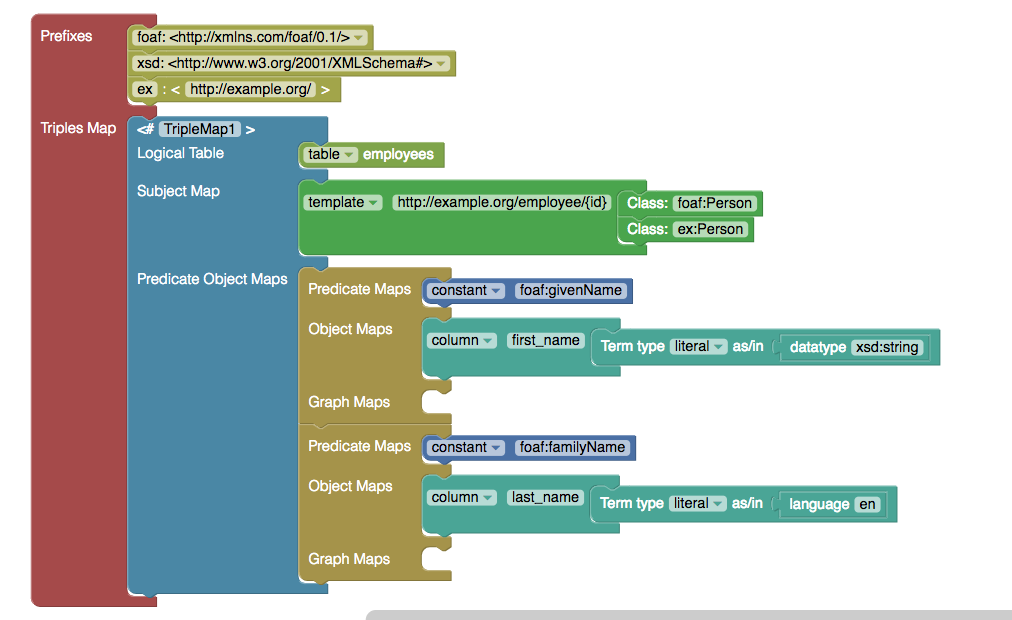 Prefixes
foaf: <http://xmlns.com/foaf/0.1/>
xsd: <http://www.w3.org/2001/XMLSchema#>
ex : < http://example.org/ >
Triples Map <# TripleMap1 >
Logical Table table employees
Subject Map
template http://example.org/employee/{id} Class: foaf:Person
Class: ex:Person
Predicate Object Maps
Predicate Maps constant foaf:givenName
Object Maps
column first_name Term type literal as/in datatype xsd:string
Graph Maps
Predicate Maps constant foaf:familyName
Object Maps
column last_name Term type literal as/in language en
Graph Maps